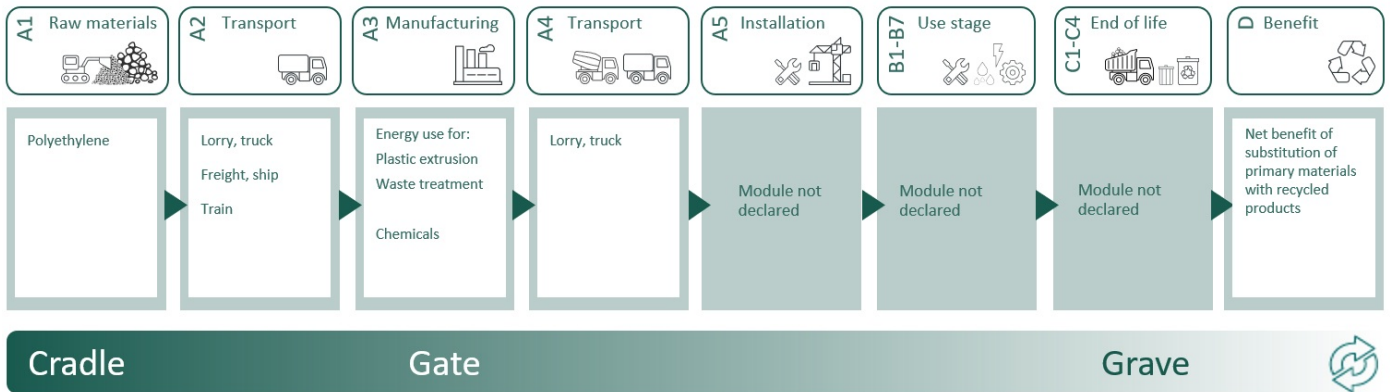 A1 Raw materials
A2 Transport
A3 Manufacturing
A4 Transport
A5 Installation
B1-B7 Use stage
C1-C4 End of life
D Benefit
Polyethylene
Lorry, truck
Freight, ship
Train
Energy use for:
Plastic extrusion
Waste treatment
Chemicals
Lorry, truck
Module not
declared
Module not
declared
Module not
declared
Net benefit of
substitution of
primary materials
with recycled
products
Cradle
Gate
Grave